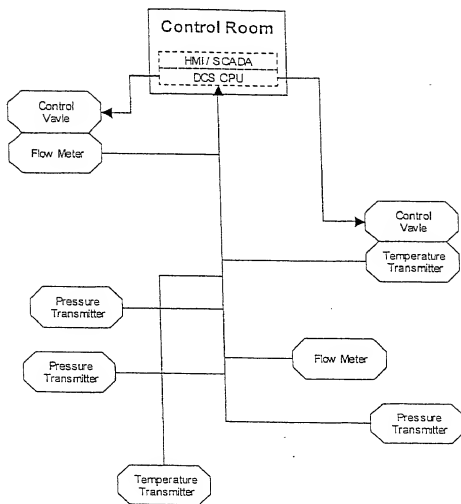 Control Room
HMI / SCADA
DCS CPU
Control
Vavle
Flow Meter
Control
Vavle
Temperature
Transmitter
Pressure
Transmitter
Pressure
Transmitter
Flow Meter
Pressure
Transmitter
Temperature
Transmitter